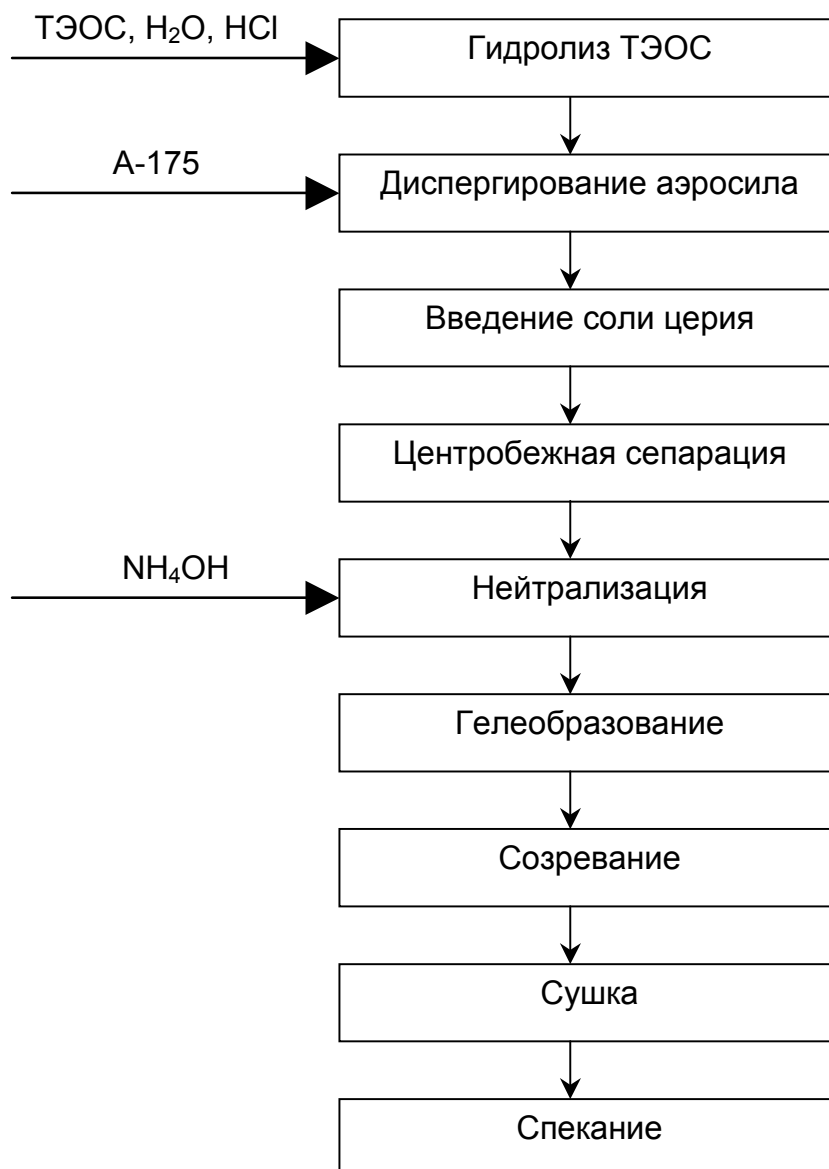 ТЭОС, H₂O, HCl
Гидролиз ТЭОС
А-175
Диспергирование аэросила
Введение соли церия
Центробежная сепарация
NH₄OH
Нейтрализация
Гелеобразование
Созревание
Сушка
Спекание